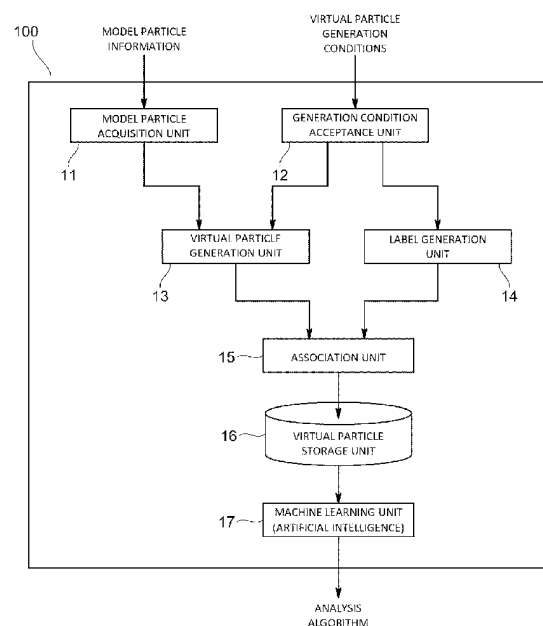 100
MODEL PARTICLE
INFORMATION
VIRTUAL PARTICLE
GENERATION
CONDITIONS
MODEL PARTICLE
ACQUISITION UNIT
11
GENERATION CONDITION
ACCEPTANCE UNIT
12
VIRTUAL PARTICLE
GENERATION UNIT
13
LABEL GENERATION
UNIT
14
15
ASSOCIATION UNIT
16
VIRTUAL PARTICLE
STORAGE UNIT
17
MACHINE LEARNING UNIT
(ARTIFICIAL INTELLIGENCE)
ANALYSIS
ALGORITHM